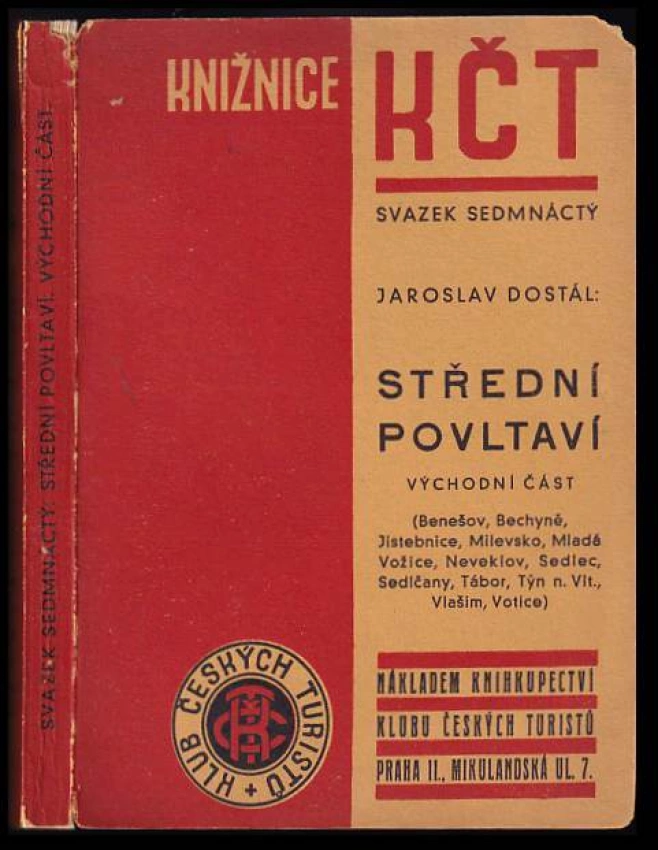 SVAZEK SEDMNÁCTÝ: STŘEDNÍ POVLTAVÍ: VÝCHODNÍ ČÁST.
KNIŽNICE
KČT
SVAZEK SEDMNÁCTÝ
JAROSLAV DOSTÁL:
STŘEDNÍ
POVLTAVÍ
VÝCHODNÍ ČÁST
(Benešov, Bechyně,
Jistebnice, Milevsko, Mladá
Vožice, Neveklov, Sedlec,
Sedlčany, Tábor, Týn n. Vlt.,
Vlašim, Votice)
KLUB ČESKÝCH TURISTŮ +
KČT
NÁKLADEM KNIHKUPECTVÍ
KLUBU ČESKÝCH TURISTŮ
PRAHA II., MIKULANDSKÁ UL. 7.